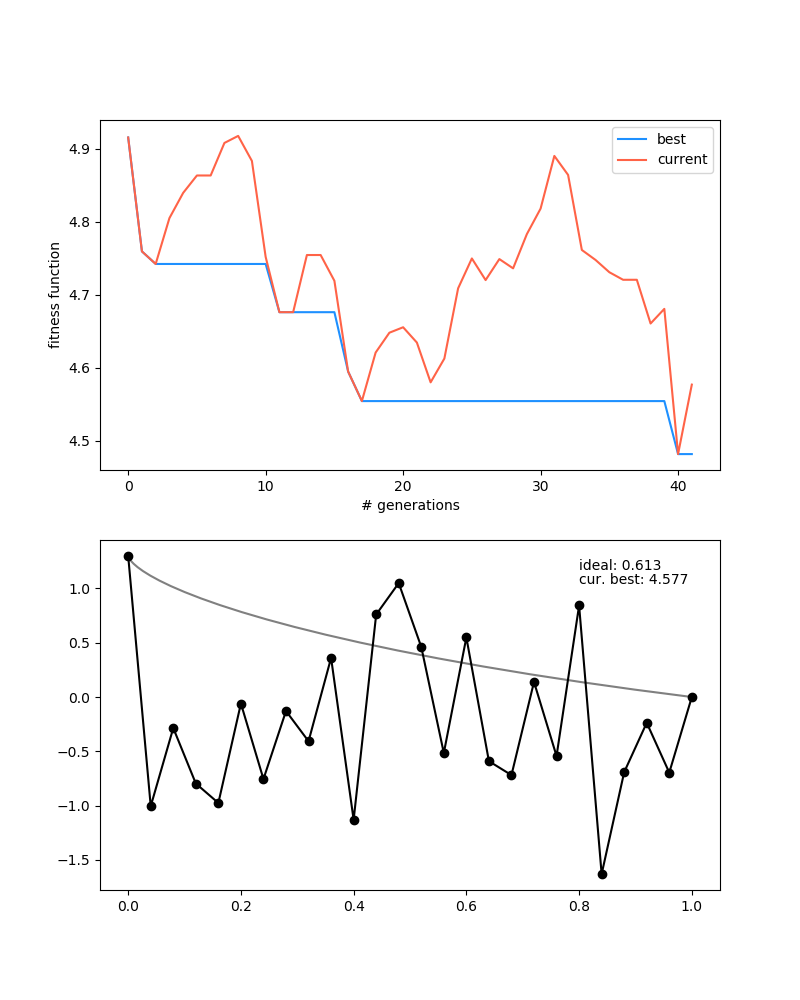 best
current
4.9
4.8
4.7
4.6
4.5
fitness function
0 10 20 30 40
# generations
ideal: 0.613
cur. best: 4.577
1.0
0.5
0.0
−0.5
−1.0
−1.5
0.0 0.2 0.4 0.6 0.8 1.0